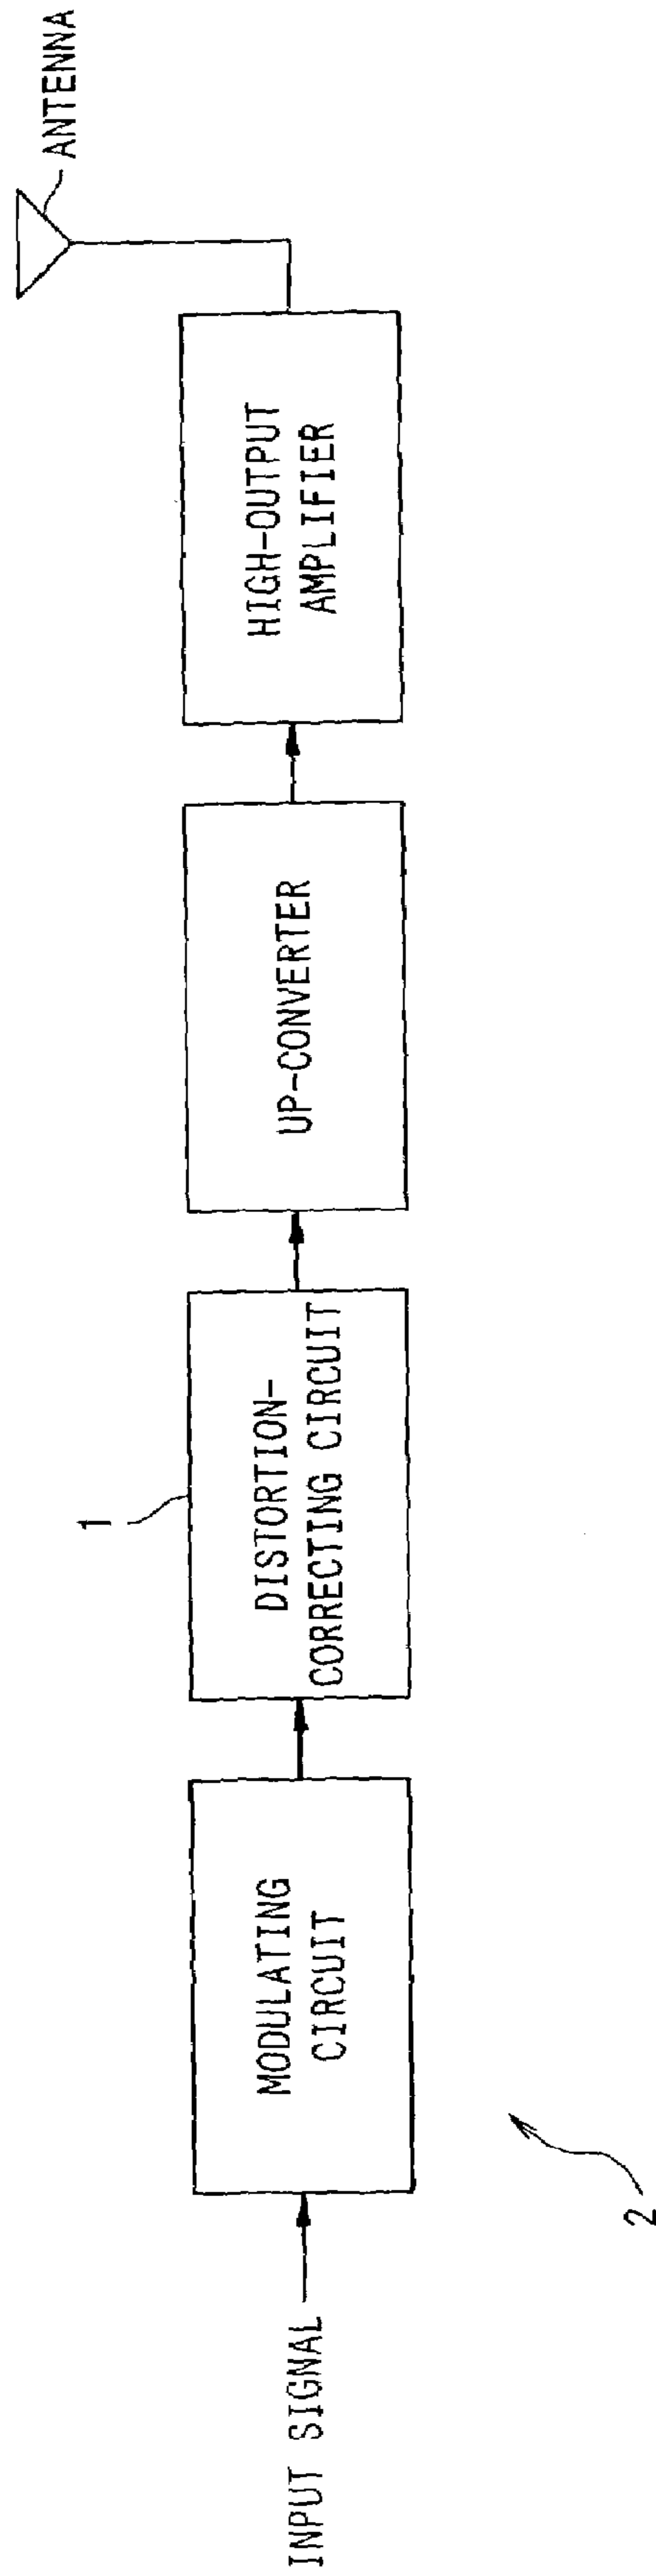 ANTENNA
1
INPUT SIGNAL
MODULATING
CIRCUIT
DISTORTION-
CORRECTING CIRCUIT
UP-CONVERTER
HIGH-OUTPUT
AMPLIFIER
2